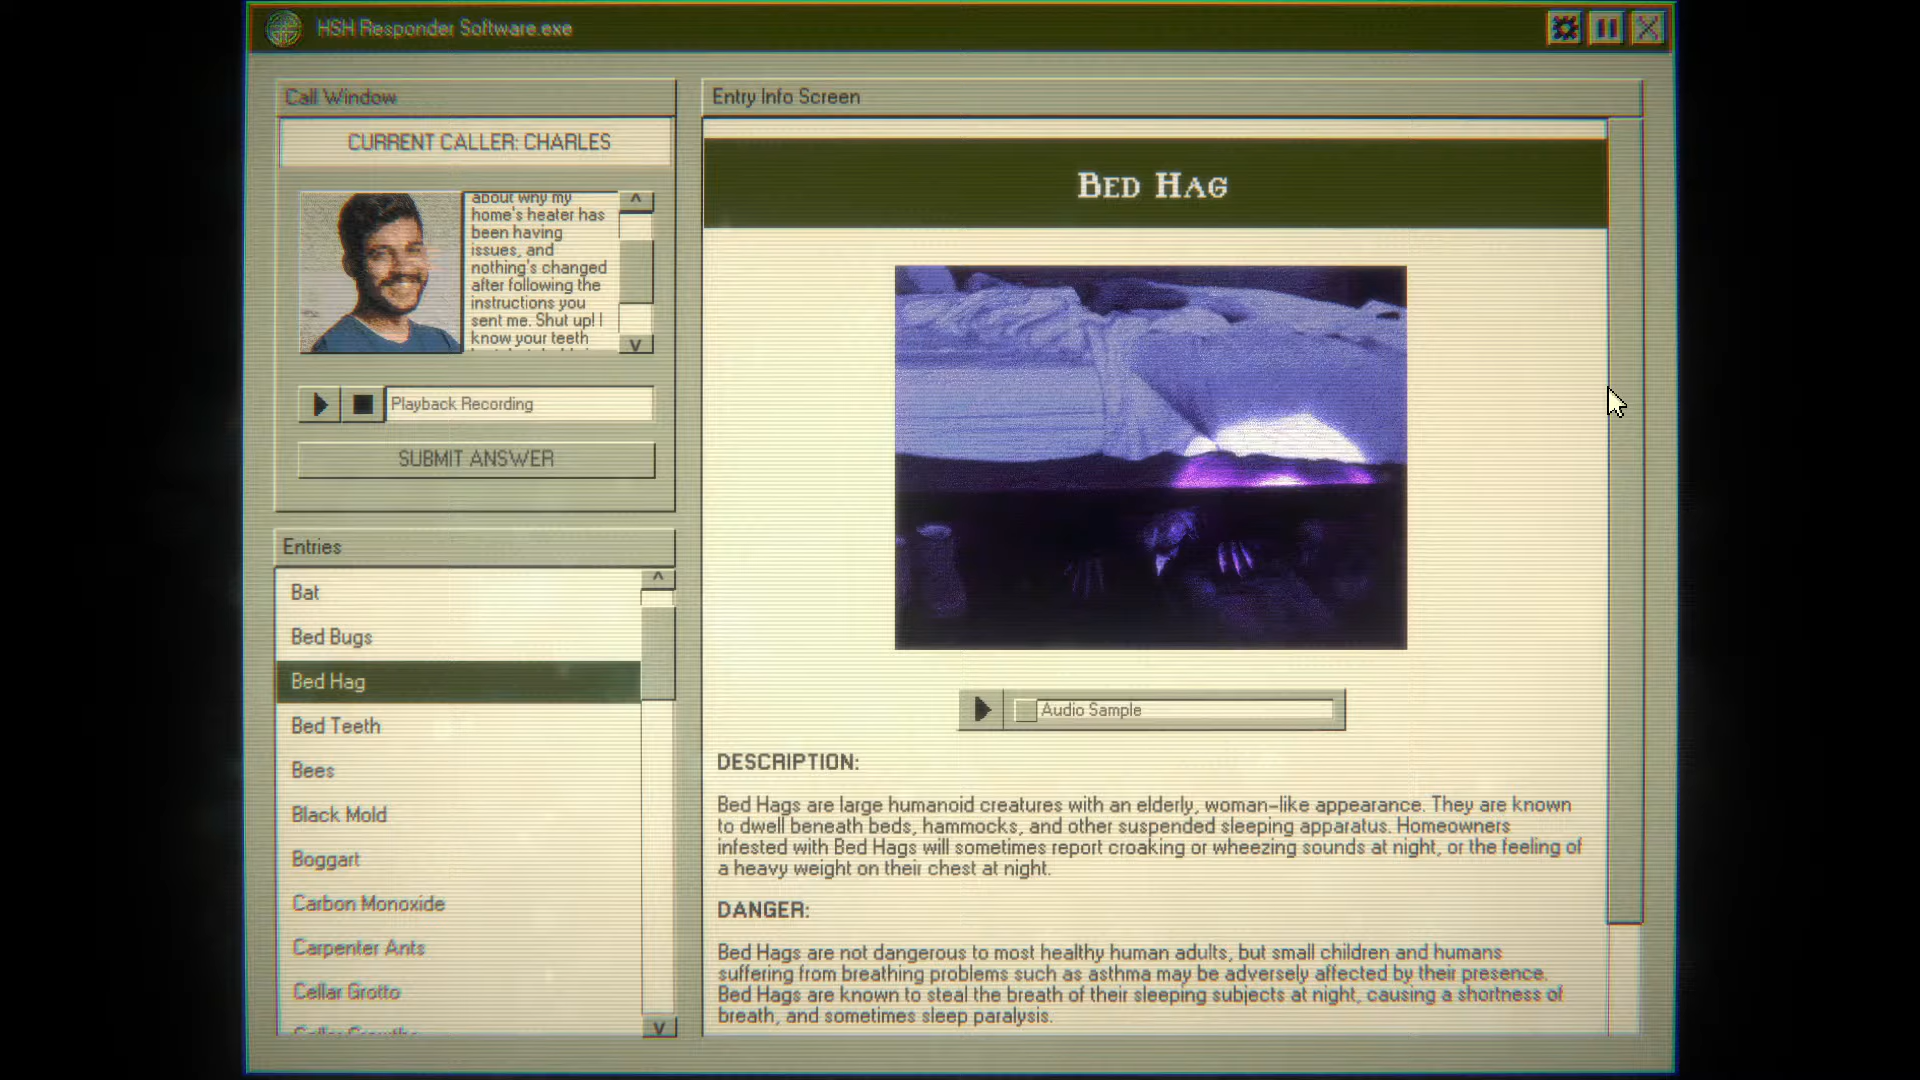 HSH Responder Software.exe
Call Window
CURRENT CALLER: CHARLES
about why my
home's heater has
been having
issues, and
nothing's changed
after following the
instructions you
sent me. Shut up! I
know your teeth
Playback Recording
SUBMIT ANSWER
Entries
Bat
Bed Bugs
Bed Hag
Bed Teeth
Bees
Black Mold
Boggart
Carbon Monoxide
Carpenter Ants
Cellar Grotto
Entry Info Screen
BED HAG
Audio Sample
DESCRIPTION:
Bed Hags are large humanoid creatures with an elderly, woman-like appearance. They are known
to dwell beneath beds, hammocks, and other suspended sleeping apparatus. Homeowners
infested with Bed Hags will sometimes report croaking or wheezing sounds at night, or the feeling of
a heavy weight on their chest at night.
DANGER:
Bed Hags are not dangerous to most healthy human adults, but small children and humans
suffering from breathing problems such as asthma may be adversely affected by their presence.
Bed Hags are known to steal the breath of their sleeping subjects at night, causing a shortness of
breath, and sometimes sleep paralysis.